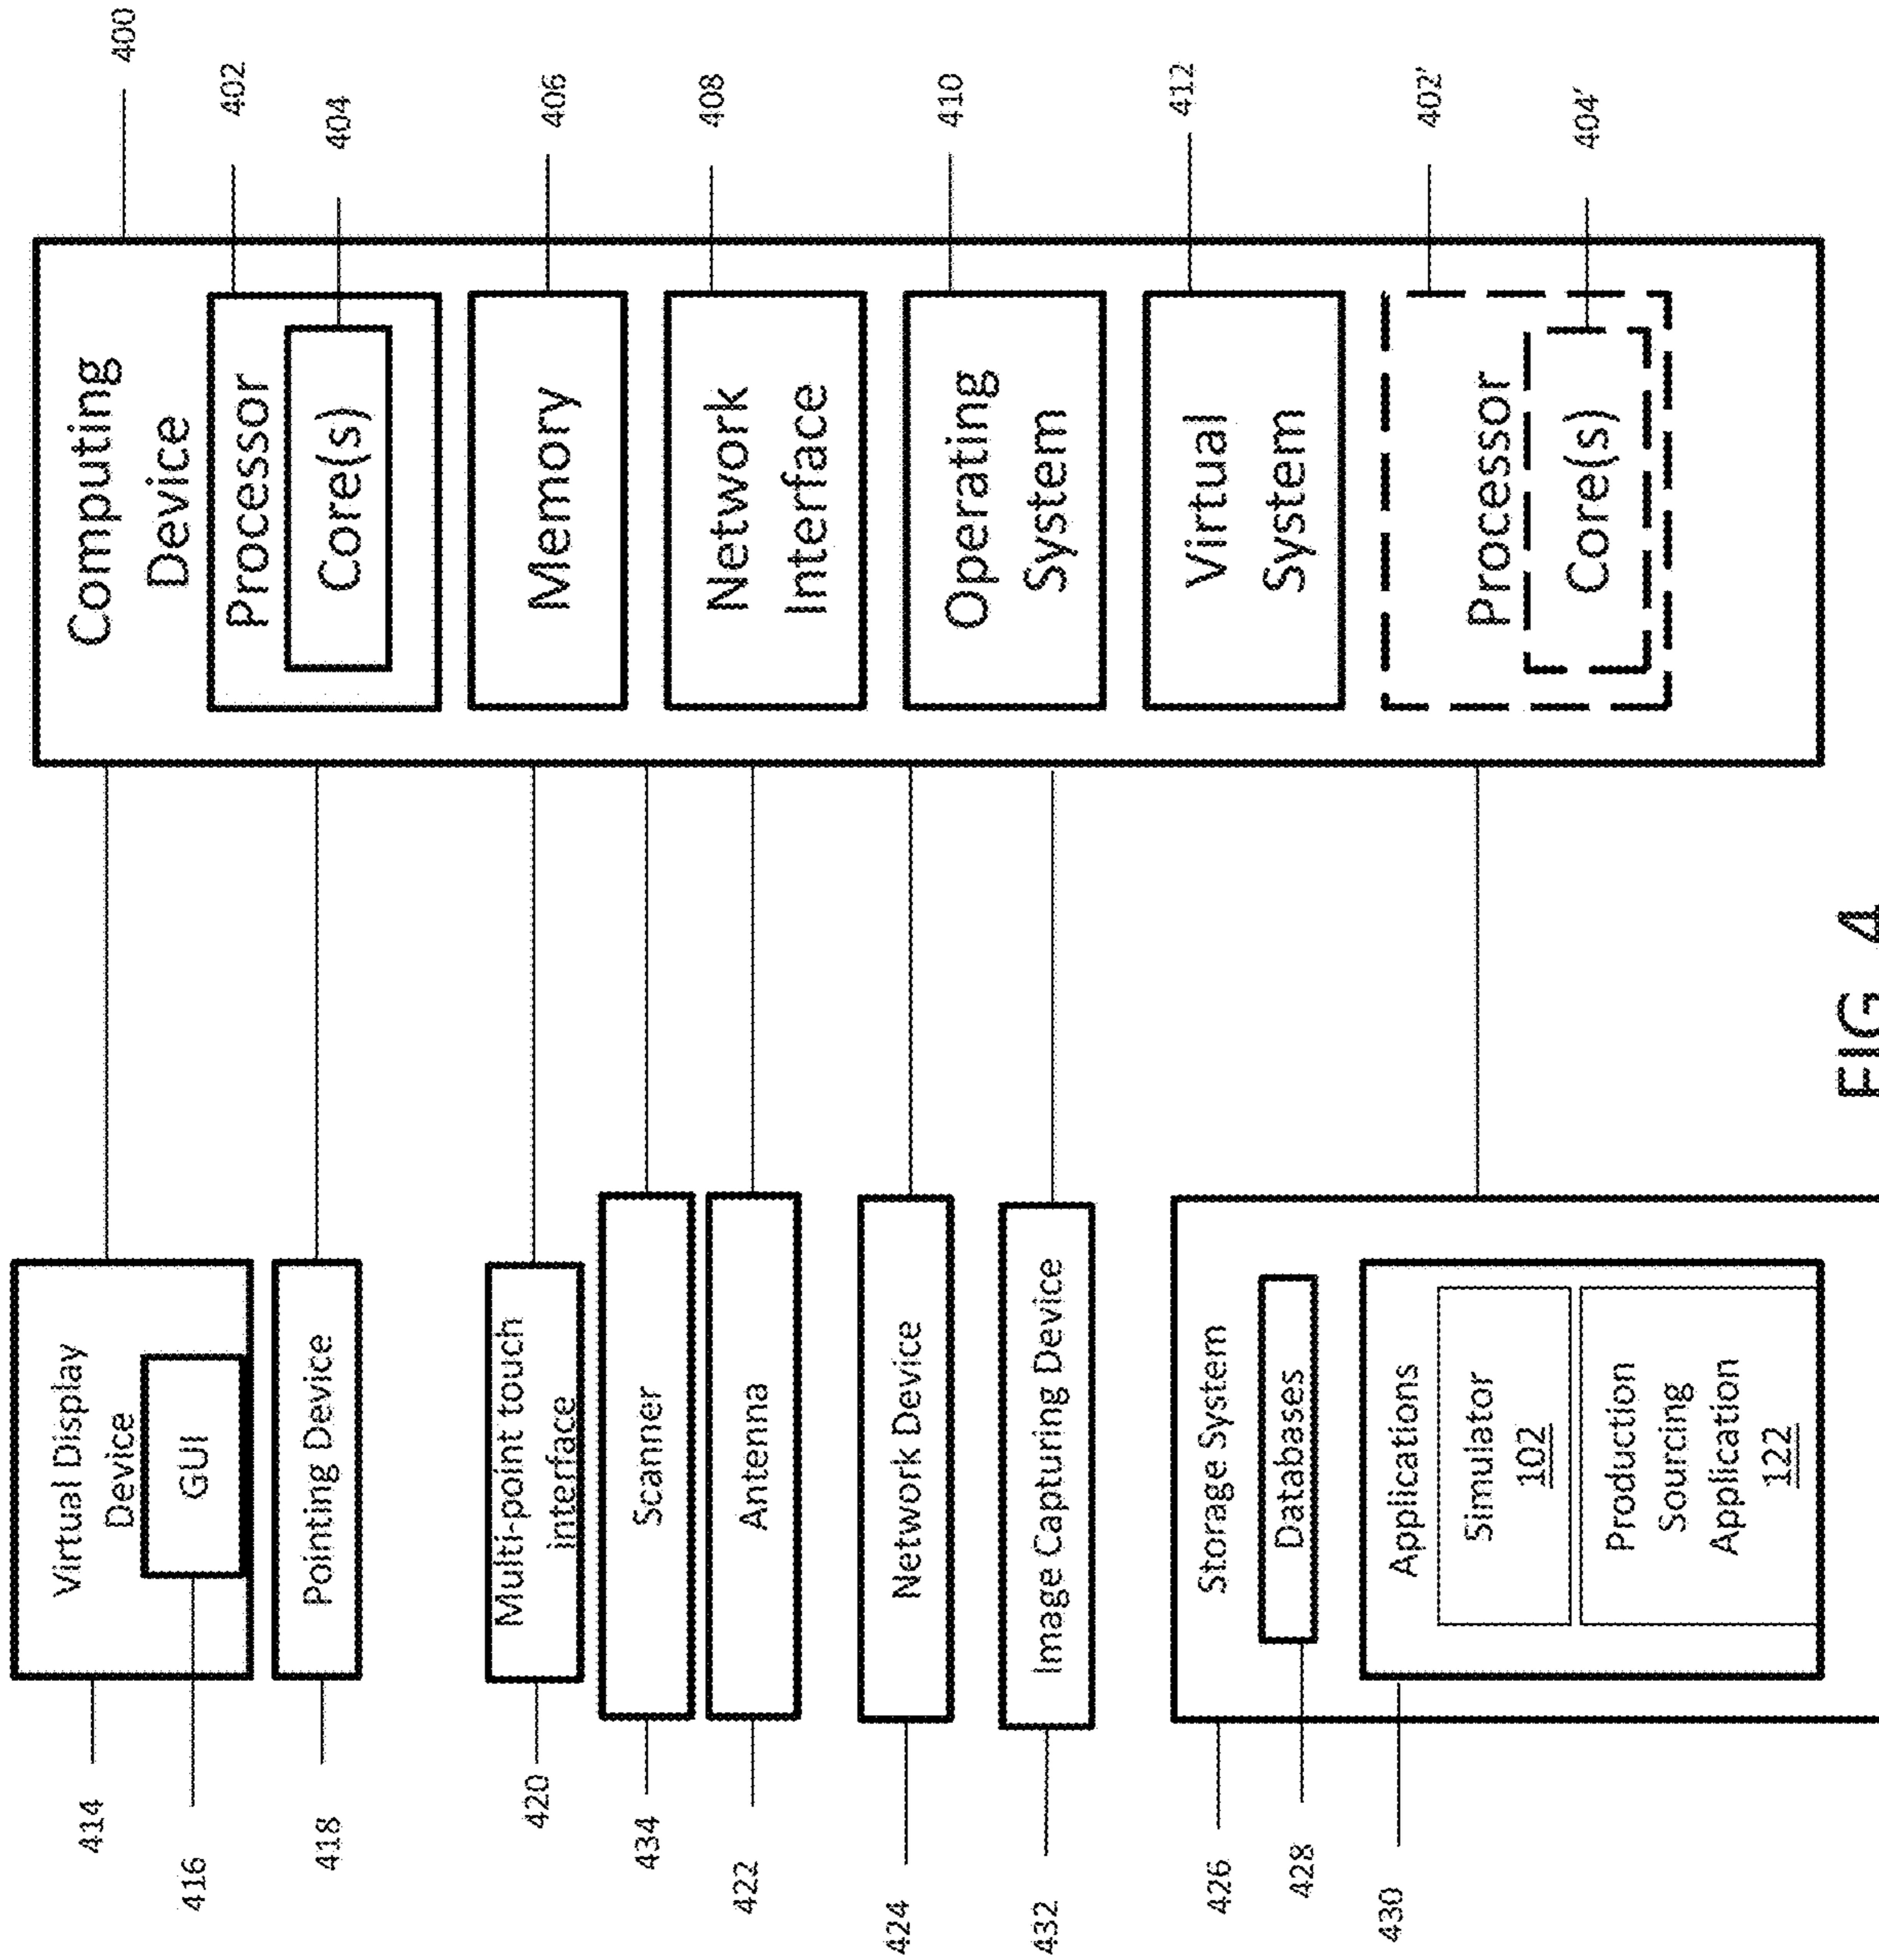 414
Virtual Display
Device
416
GUI
418
Pointing Device
420
Multi-point touch
interface
434
Scanner
422
Antenna
424
Network Device
432
Image Capturing Device
426
Storage System
428
Databases
430
Applications
Simulator
102
Production
Sourcing
Application
122
400
Computing
Device
402
Processor
404
Core(s)
406
Memory
408
Network
Interface
410
Operating
System
412
Virtual
System
402'
Processor
404'
Core(s)
FIG. 4